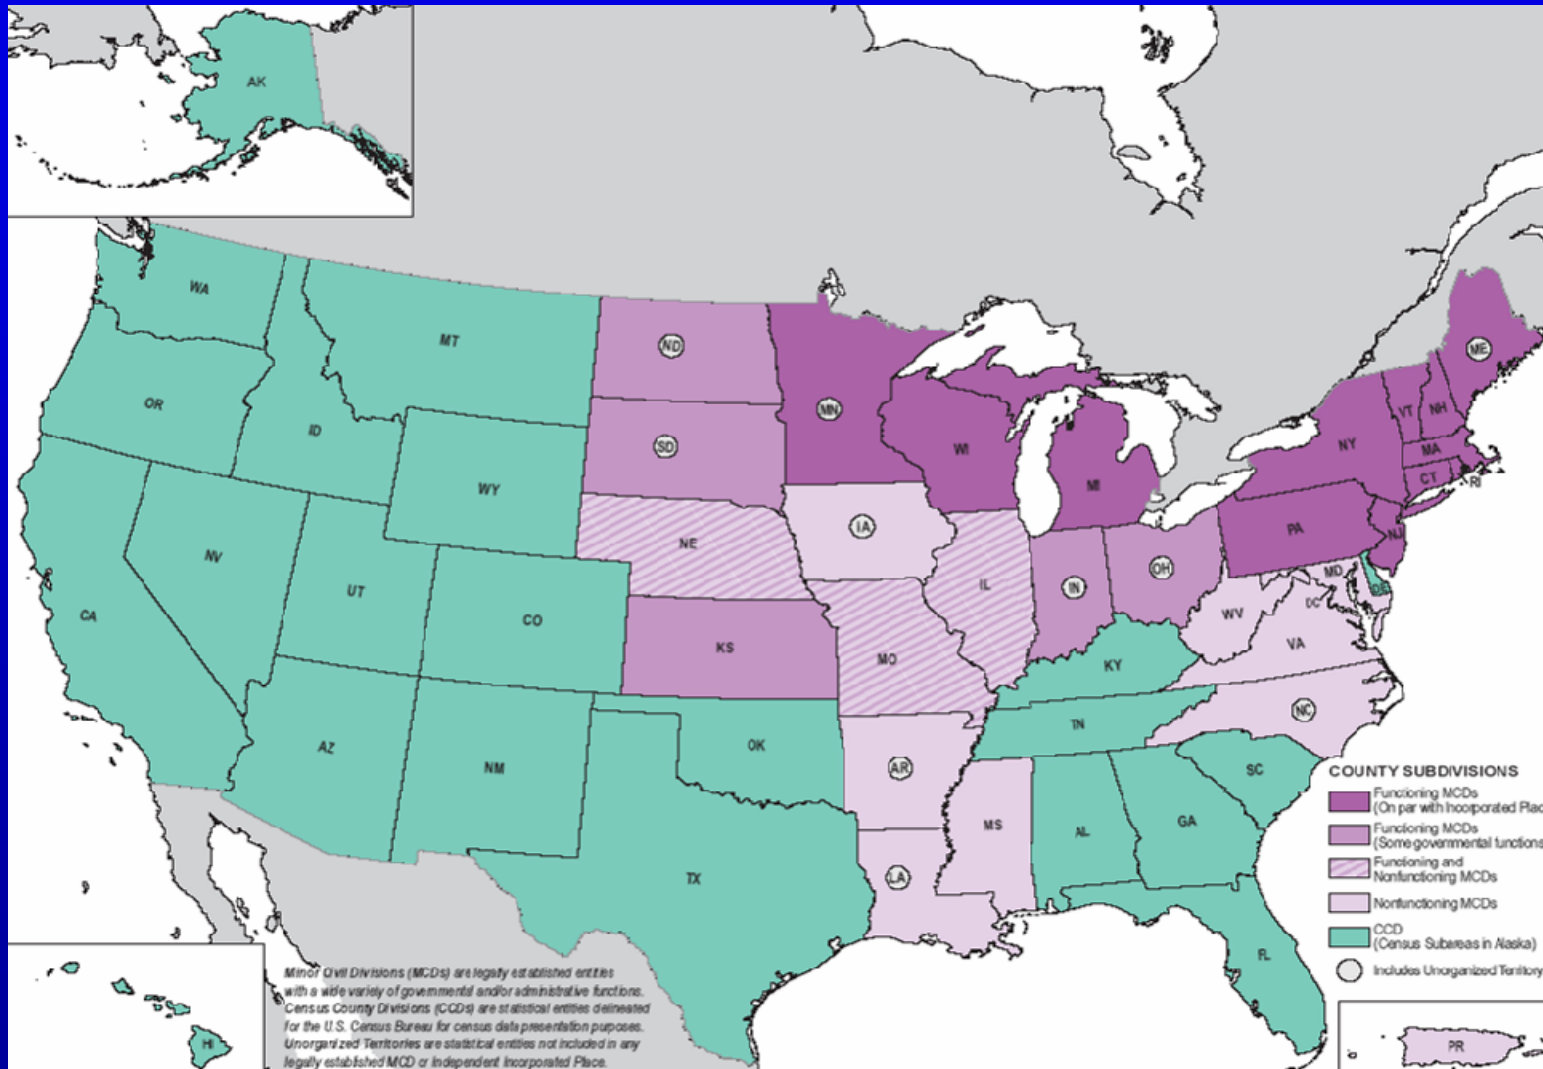 AK
WA
MT
ND
MN
ME
OR
ID
SD
WI
VT
NH
NY
MA
WY
MI
CT
RI
NE
IA
PA
NJ
NV
UT
CO
IL
IN
OH
MD
DE
CA
KS
MO
WV
DC
VA
KY
AZ
NM
OK
TN
NC
AR
SC
TX
LA
MS
AL
GA
FL
HI
PR
COUNTY SUBDIVISIONS
Functioning MCDs
(On par with Incorporated Plac
Functioning MCDs
(Some governmental functions
Functioning and
Nonfunctioning MCDs
Nonfunctioning MCDs
CCD
(Census Subareas in Alaska)
Includes Unorganized Territory
Minor Civil Divisions (MCDs) are legally established entities
with a wide variety of governmental and/or administrative functions.
Census County Divisions (CCDs) are statistical entities delineated
for the U.S. Census Bureau for census data presentation purposes.
Unorganized Territories are statistical entities not included in any
legally established MCD or Independent Incorporated Place.